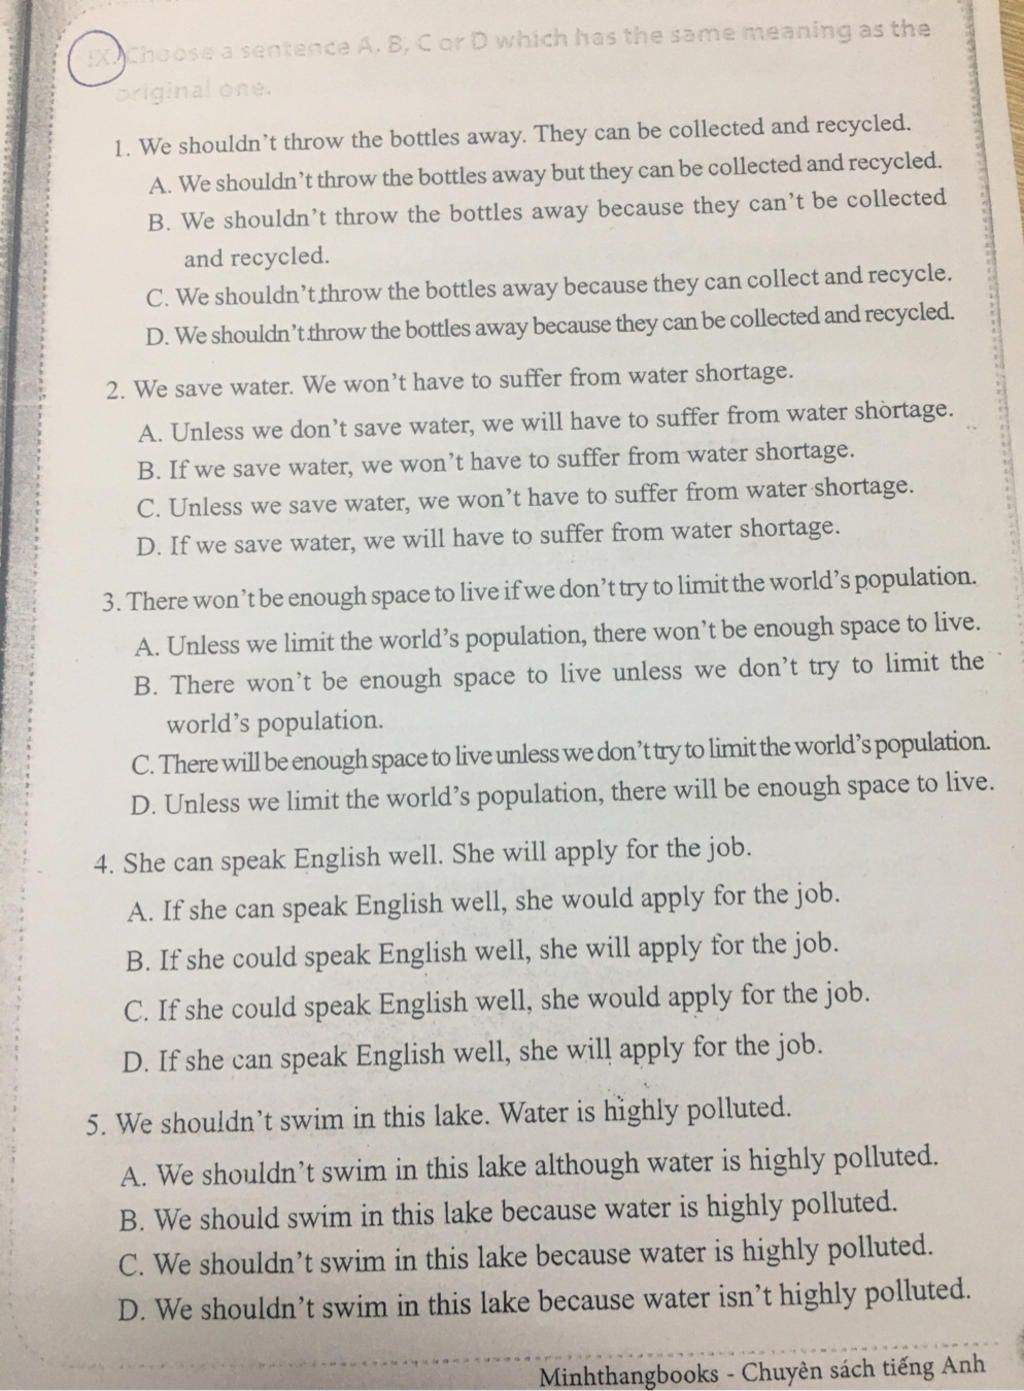 IX. Choose a sentence A, B, C or D which has the same meaning as the
original one.
1. We shouldn't throw the bottles away. They can be collected and recycled.
A. We shouldn't throw the bottles away but they can be collected and recycled.
B. We shouldn't throw the bottles away because they can't be collected
and recycled.
C. We shouldn't throw the bottles away because they can collect and recycle.
D. We shouldn't throw the bottles away because they can be collected and recycled.
2. We save water. We won't have to suffer from water shortage.
A. Unless we don't save water, we will have to suffer from water shortage.
B. If we save water, we won't have to suffer from water shortage.
C. Unless we save water, we won't have to suffer from water shortage.
D. If we save water, we will have to suffer from water shortage.
3. There won't be enough space to live if we don't try to limit the world's population.
A. Unless we limit the world's population, there won't be enough space to live.
B. There won't be enough space to live unless we don't try to limit the
world's population.
C. There will be enough space to live unless we don't try to limit the world's population.
D. Unless we limit the world's population, there will be enough space to live.
4. She can speak English well. She will apply for the job.
A. If she can speak English well, she would apply for the job.
B. If she could speak English well, she will apply for the job.
C. If she could speak English well, she would apply for the job.
D. If she can speak English well, she will apply for the job.
5. We shouldn't swim in this lake. Water is highly polluted.
A. We shouldn't swim in this lake although water is highly polluted.
B. We should swim in this lake because water is highly polluted.
C. We shouldn't swim in this lake because water is highly polluted.
D. We shouldn't swim in this lake because water isn't highly polluted.
Minhthangbooks - Chuyên sách tiếng Anh